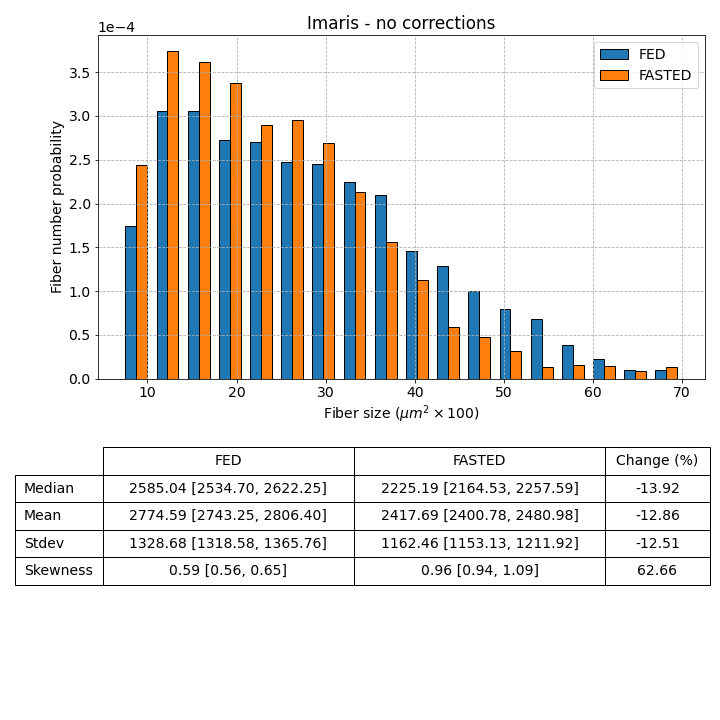 Imaris - no corrections
1e−4
FED
FASTED
3.5
3.0
2.5
2.0
1.5
1.0
0.5
0.0
Fiber number probability
10 20 30 40 50 60 70
Fiber size (μm² × 100)
FED FASTED Change (%)
Median 2585.04 [2534.70, 2622.25] 2225.19 [2164.53, 2257.59] -13.92
Mean 2774.59 [2743.25, 2806.40] 2417.69 [2400.78, 2480.98] -12.86
Stdev 1328.68 [1318.58, 1365.76] 1162.46 [1153.13, 1211.92] -12.51
Skewness 0.59 [0.56, 0.65] 0.96 [0.94, 1.09] 62.66